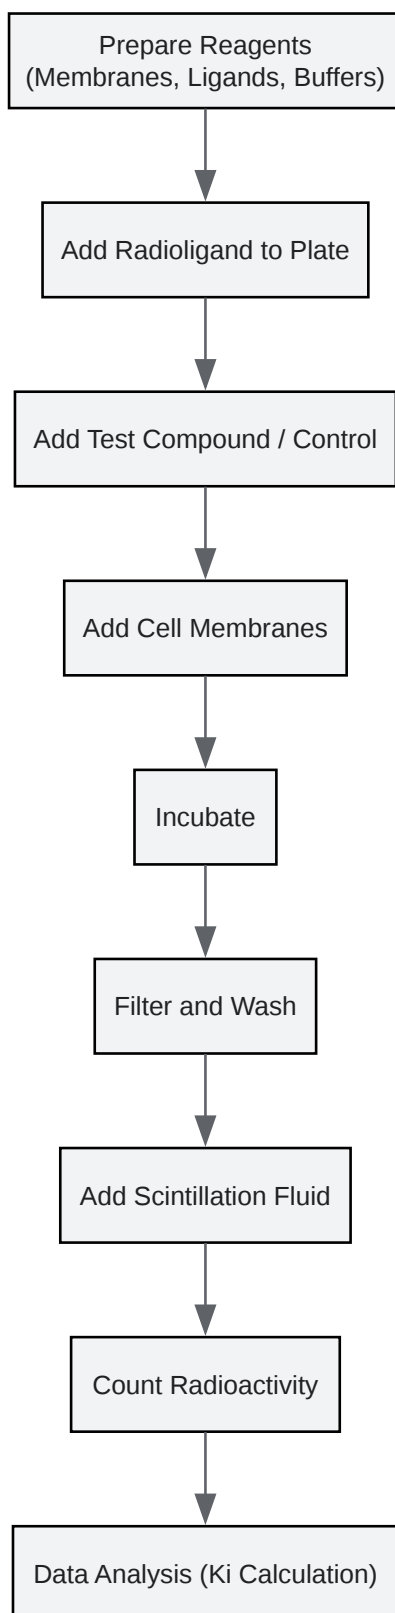 Prepare Reagents
(Membranes, Ligands, Buffers)
Add Radioligand to Plate
Add Test Compound / Control
Add Cell Membranes
Incubate
Filter and Wash
Add Scintillation Fluid
Count Radioactivity
Data Analysis (Ki Calculation)